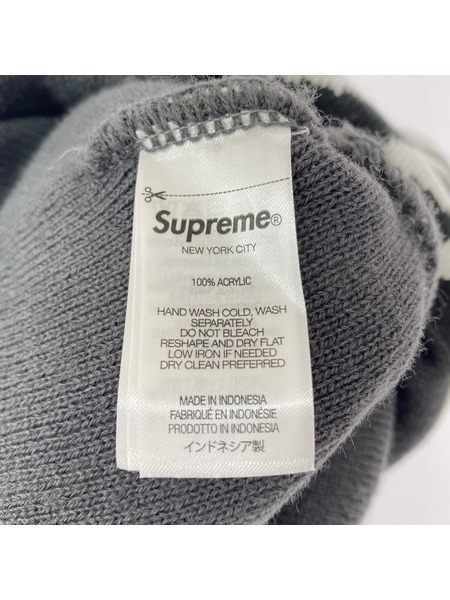 Supreme®
NEW YORK CITY
100% ACRYLIC
HAND WASH COLD, WASH
SEPARATELY
DO NOT BLEACH
RESHAPE AND DRY FLAT
LOW IRON IF NEEDED
DRY CLEAN PREFERRED
MADE IN INDONESIA
FABRIQUÉ EN INDONÉSIE
PRODOTTO IN INDONESIA
インドネシア製